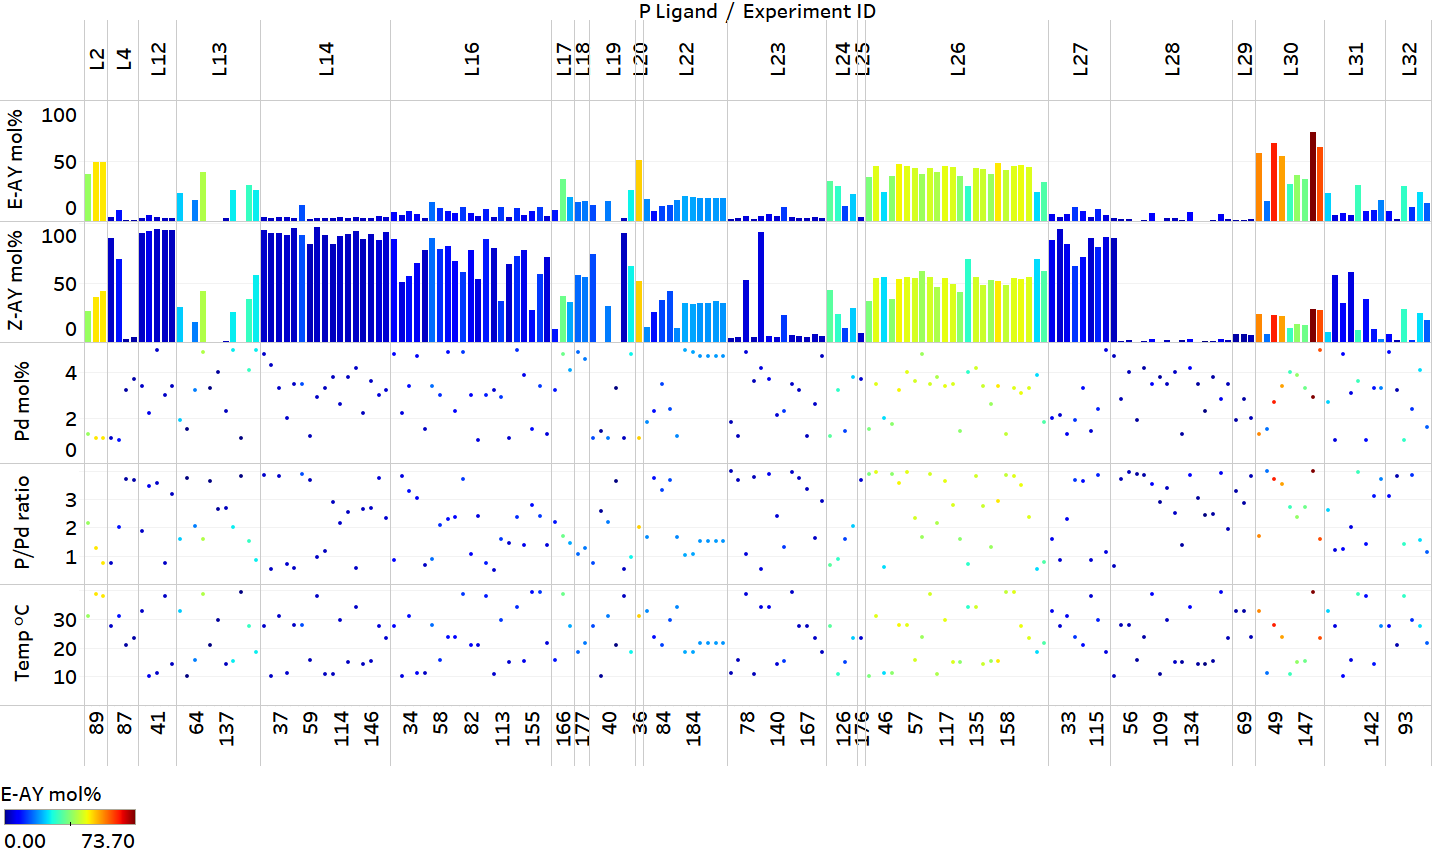 P Ligand / Experiment ID
L2 L4 L12 L13 L14 L16 L17 L18 L19 L20 L22 L23 L24 L25 L26 L27 L28 L29 L30 L31 L32
E-AY mol%
100
50
0
Z-AY mol%
100
50
0
Pd mol%
4
2
0
P/Pd ratio
3
2
1
Temp °C
30
20
10
89 87 41 64 137 37 59 114 146 34 58 82 113 155 166 177 40 36 84 184 78 140 167 126 176 46 57 117 135 158 33 115 56 109 134 69 49 147 142 93
E-AY mol%
0.00 73.70